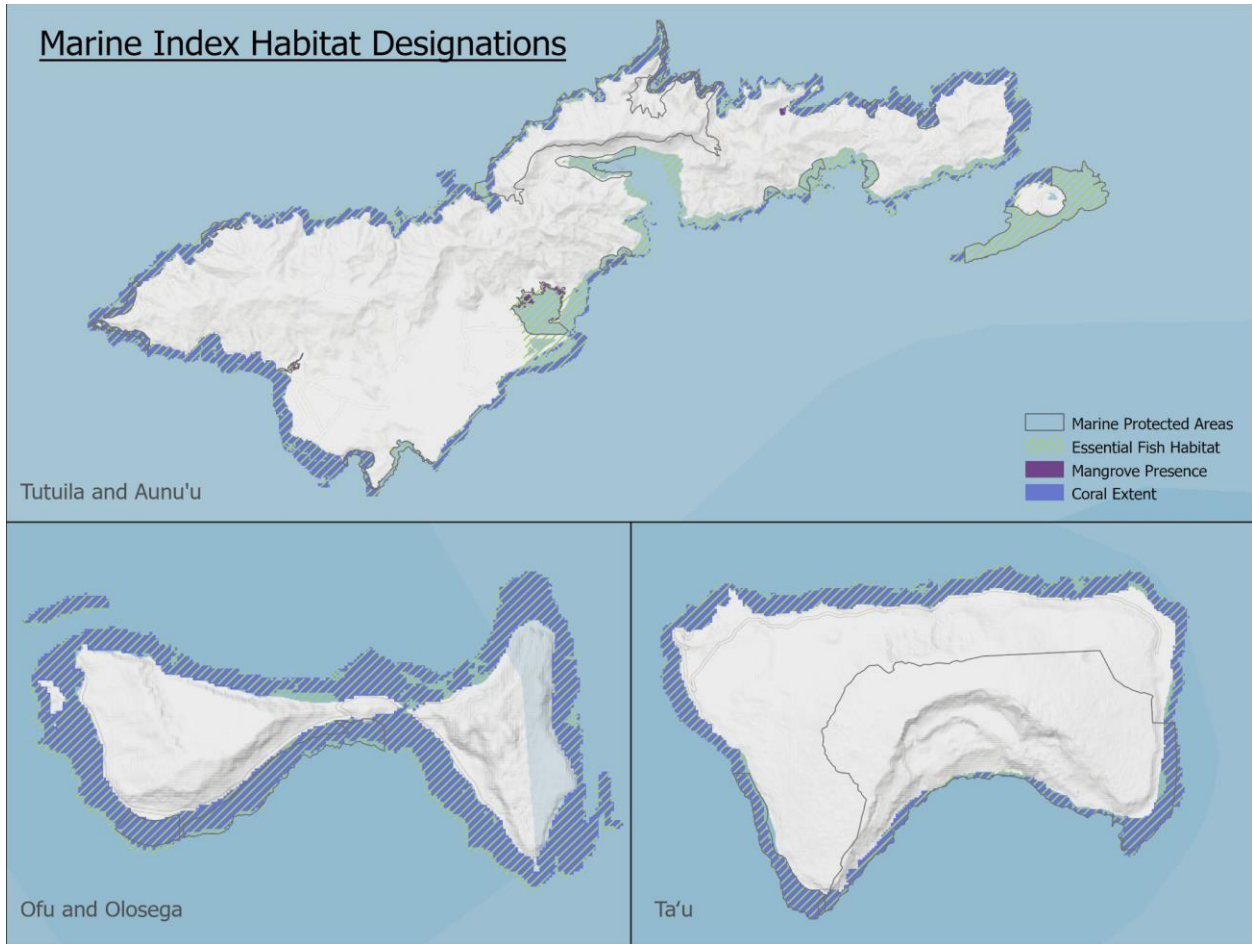 Marine Index Habitat Designations
Marine Protected Areas
Essential Fish Habitat
Mangrove Presence
Coral Extent
Tutuila and Aunu'u
Ofu and Olosega
Taʻu